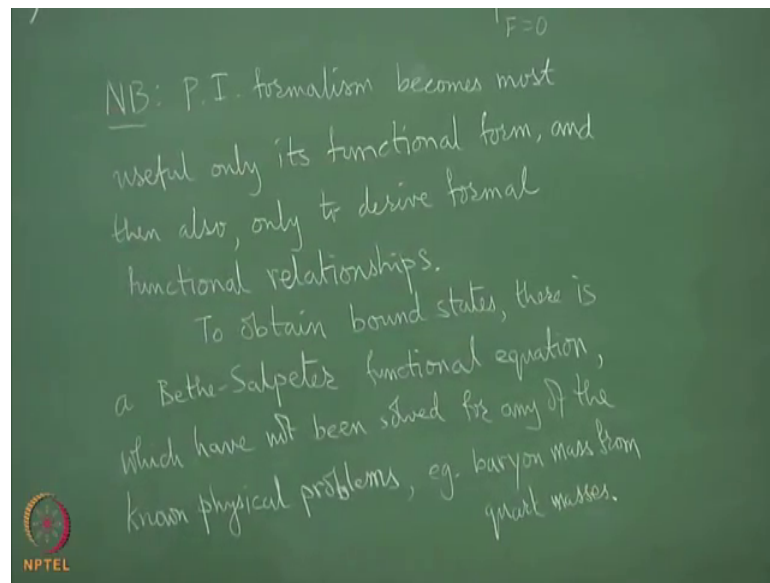 F=0
NB: P.I. formalism becomes most
useful only its functional form, and
then also, only to derive formal
functional relationships.
To obtain bound states, there is
a Bethe-Salpeter functional equation,
which have not been solved for any of the
known physical problems, eg. baryon mass from
quark masses.
NPTEL